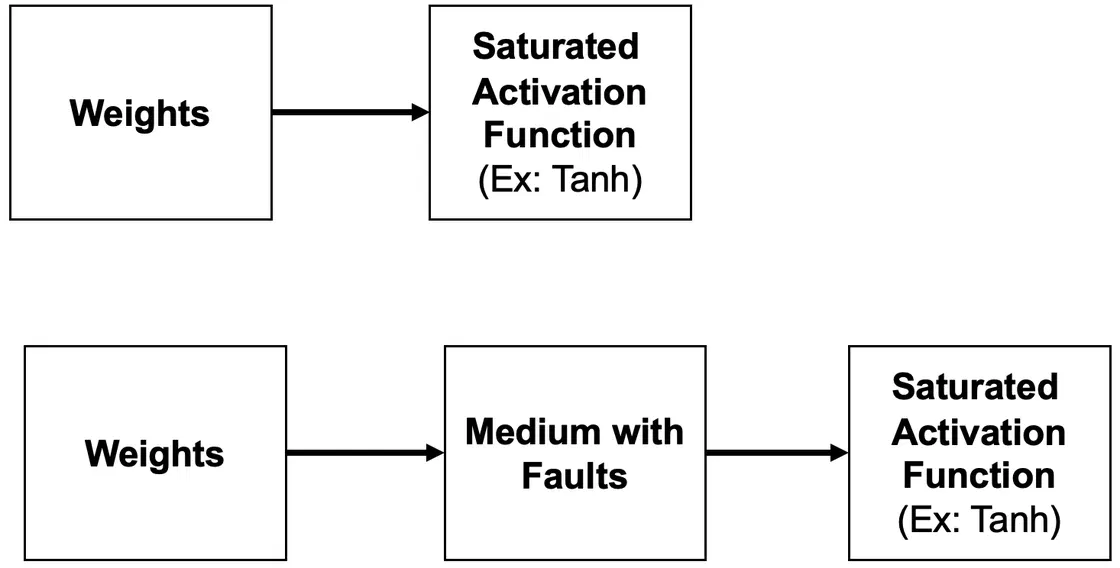 Weights
Saturated
Activation
Function
(Ex: Tanh)
Weights
Medium with
Faults
Saturated
Activation
Function
(Ex: Tanh)